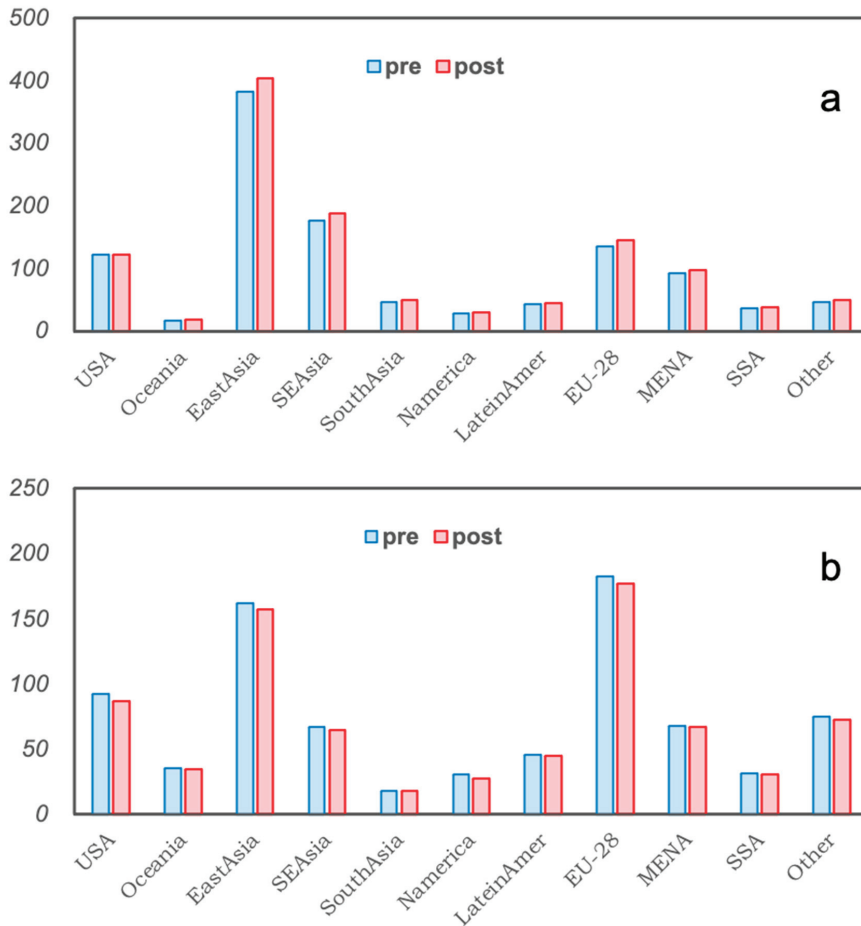 500
pre post
a
400
300
200
100
0
USA Oceania EastAsia SEAsia SouthAsia Namerica LateinAmer EU-28 MENA SSA Other
250
pre post
b
200
150
100
50
0
USA Oceania EastAsia SEAsia SouthAsia Namerica LateinAmer EU-28 MENA SSA Other